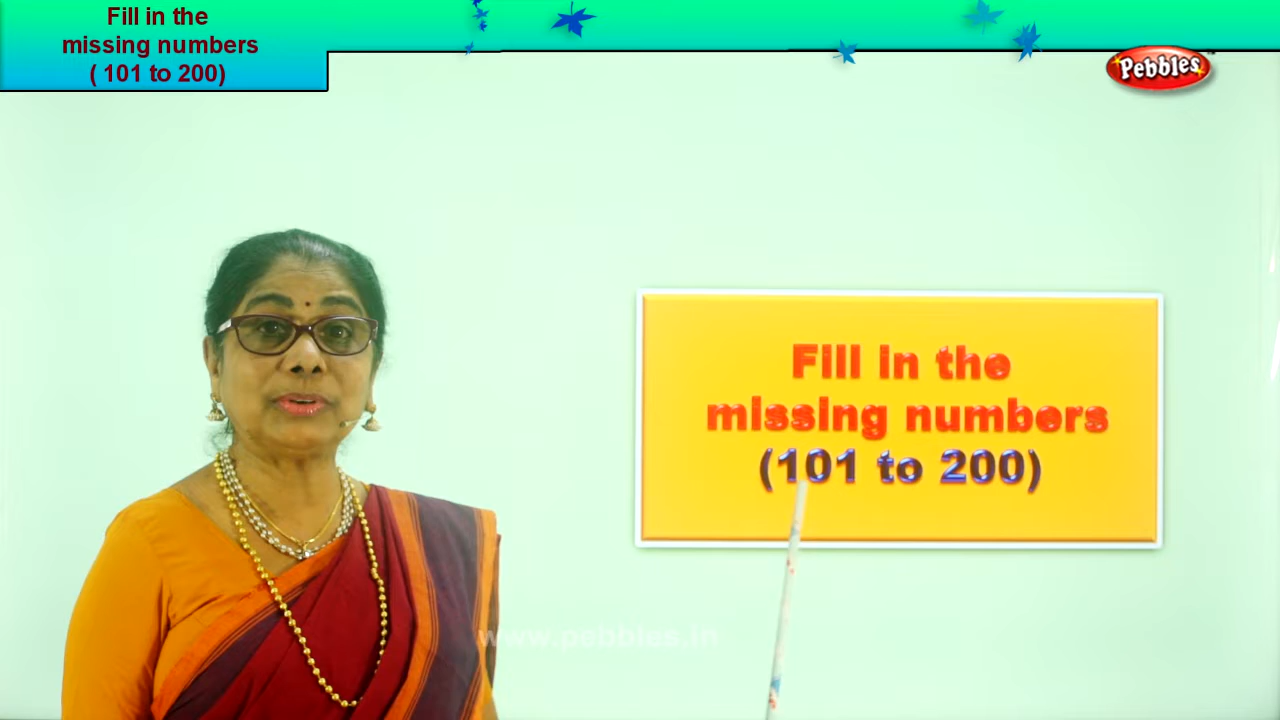 Fill in the
missing numbers
( 101 to 200)
Pebbles
Fill in the
missing numbers
(101 to 200)
www.pebbles.in